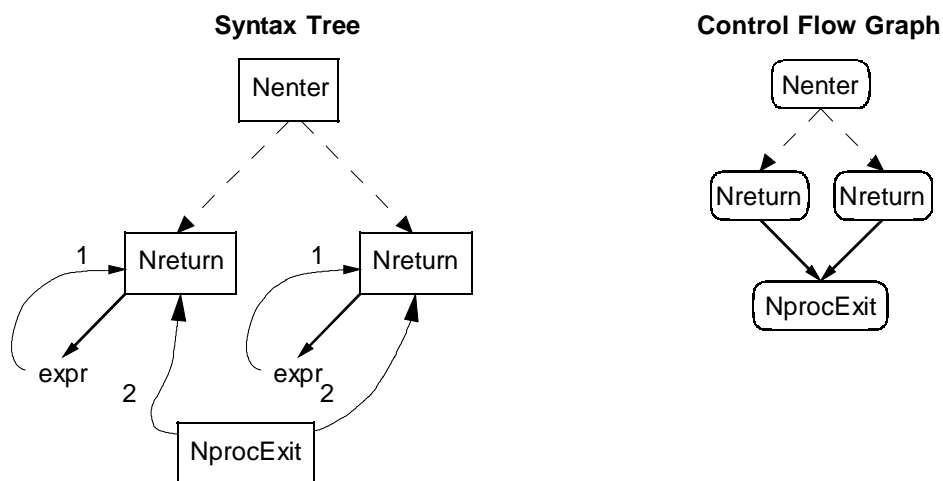 Syntax Tree
Control Flow Graph
Nenter
Nenter
Nreturn
Nreturn
1
Nreturn
1
Nreturn
NprocExit
expr
2
expr
2
NprocExit